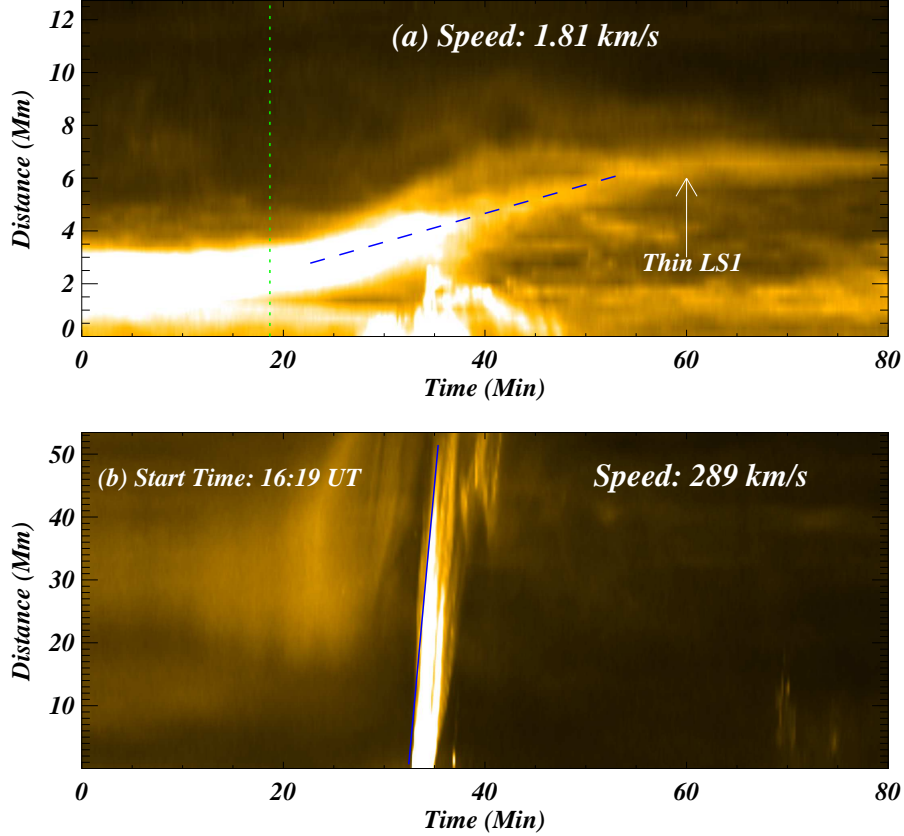 (a) Speed: 1.81 km/s
12
10
8
6
4
2
0
Distance (Mm)
Thin LS1
0
20
40
60
80
Time (Min)
(b) Start Time: 16:19 UT
Speed: 289 km/s
50
40
30
20
10
Distance (Mm)
0
20
40
60
80
Time (Min)